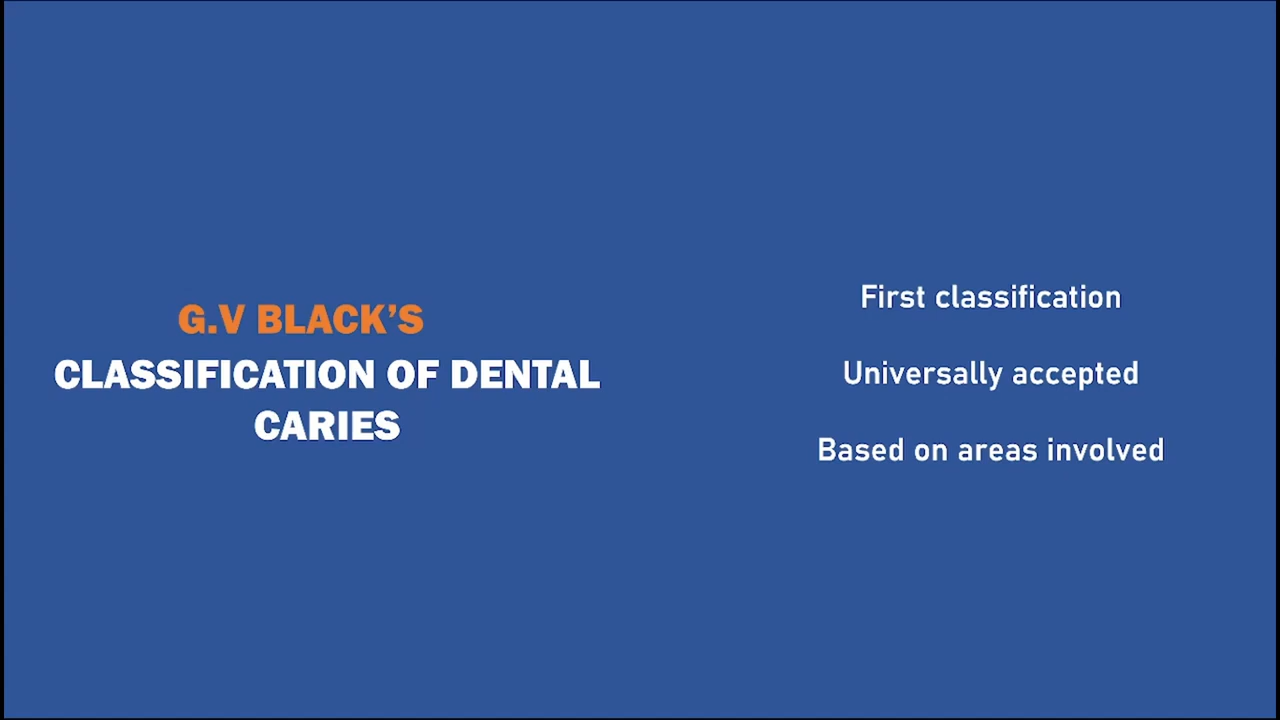 G.V BLACK’S
CLASSIFICATION OF DENTAL
CARIES
First classification
Universally accepted
Based on areas involved